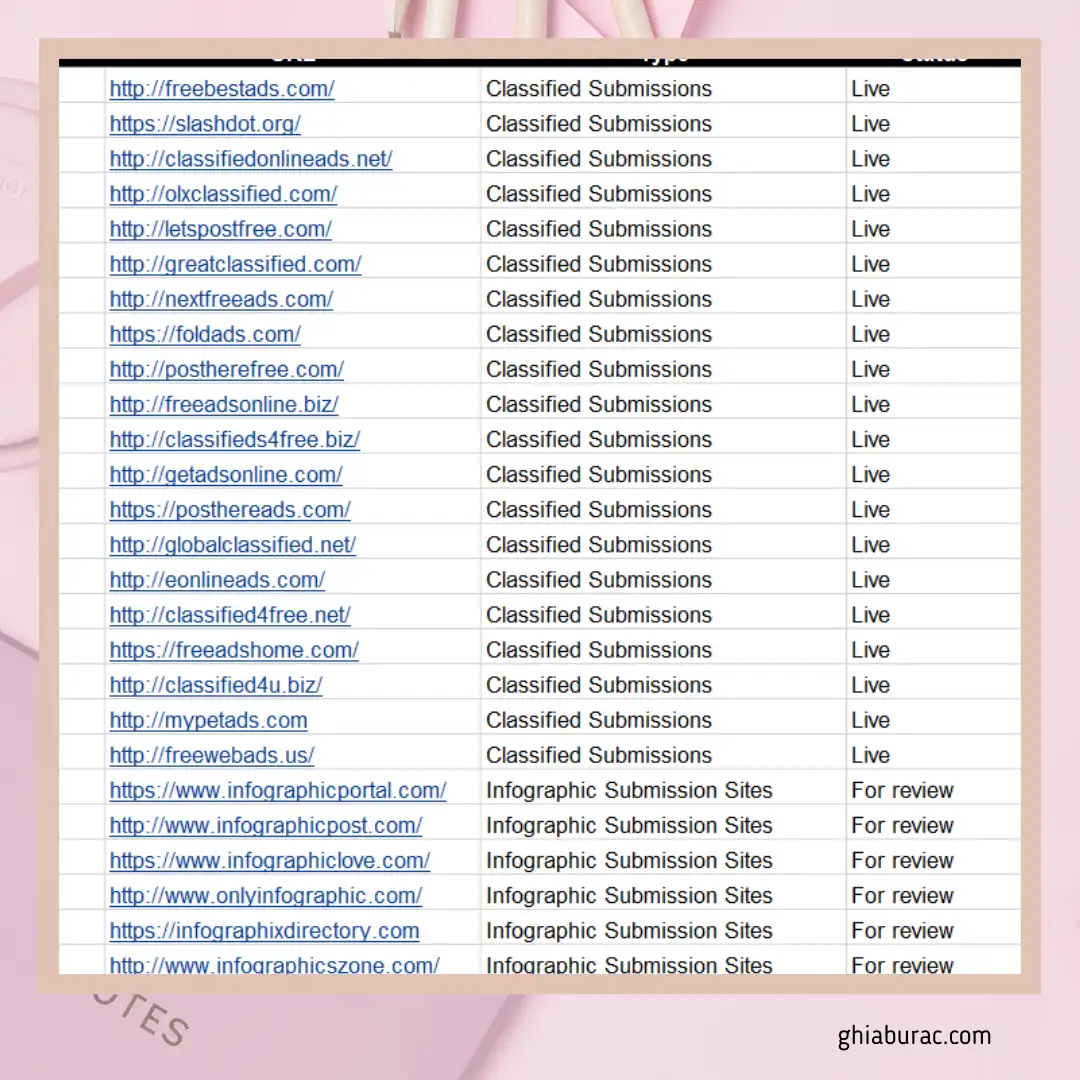 URL Type Status
http://freebestads.com/ Classified Submissions Live
https://slashdot.org/ Classified Submissions Live
http://classifiedonlineads.net/ Classified Submissions Live
http://olxclassified.com/ Classified Submissions Live
http://letspostfree.com/ Classified Submissions Live
http://greatclassified.com/ Classified Submissions Live
http://nextfreeads.com/ Classified Submissions Live
https://foldads.com/ Classified Submissions Live
http://postherefree.com/ Classified Submissions Live
http://freeadsonline.biz/ Classified Submissions Live
http://classifieds4free.biz/ Classified Submissions Live
http://getadsonline.com/ Classified Submissions Live
https://posthereads.com/ Classified Submissions Live
http://globalclassified.net/ Classified Submissions Live
http://eonlineads.com/ Classified Submissions Live
http://classified4free.net/ Classified Submissions Live
https://freeadshome.com/ Classified Submissions Live
http://classified4u.biz/ Classified Submissions Live
http://mypetads.com Classified Submissions Live
http://freewebads.us/ Classified Submissions Live
https://www.infographicportal.com/ Infographic Submission Sites For review
http://www.infographicpost.com/ Infographic Submission Sites For review
https://www.infographiclove.com/ Infographic Submission Sites For review
http://www.onlyinfographic.com/ Infographic Submission Sites For review
https://infographixdirectory.com Infographic Submission Sites For review
http://www.infographicszone.com/ Infographic Submission Sites For review
ghiaburac.com